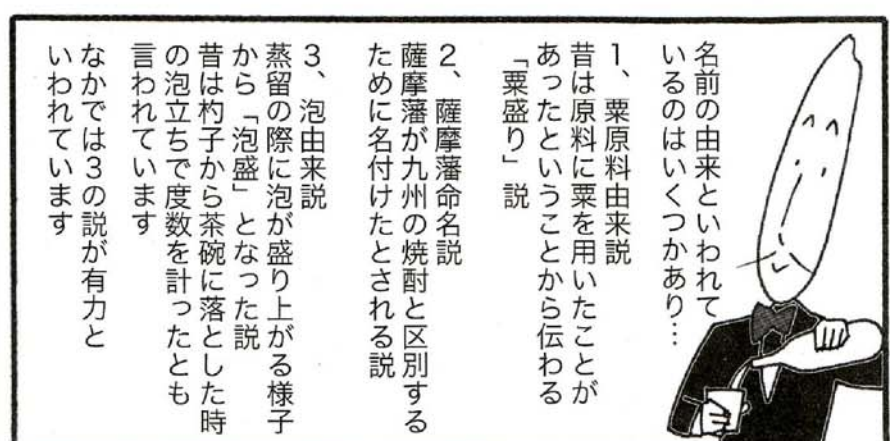 名前の由来といわれて
いるのはいくつかあり…
1、粟原料由来説
昔は原料に粟を用いたことが
あったということから伝わる
「粟盛り」説
2、薩摩藩命名説
薩摩藩が九州の焼酎と区別する
ために名付けたとされる説
3、泡由来説
蒸留の際に泡が盛り上がる様子
から「泡盛」となった説
昔は杓子から茶碗に落とした時
の泡立ちで度数を計ったとも
言われています
なかでは3の説が有力と
いわれています